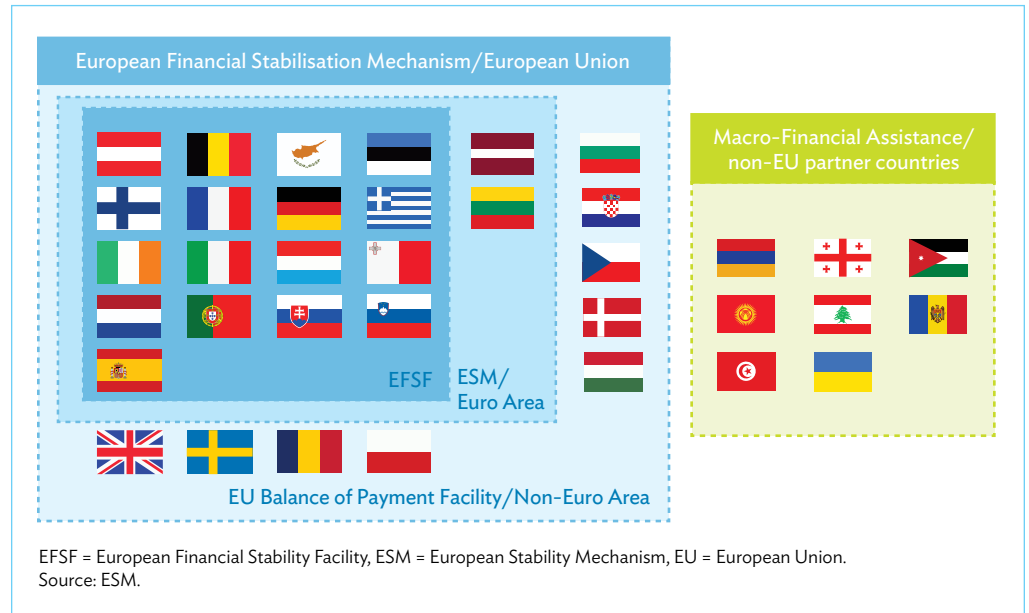 European Financial Stabilisation Mechanism/European Union
Macro-Financial Assistance/
non-EU partner countries
EFSF
ESM/
Euro Area
EU Balance of Payment Facility/Non-Euro Area
EFSF = European Financial Stability Facility, ESM = European Stability Mechanism, EU = European Union.
Source: ESM.